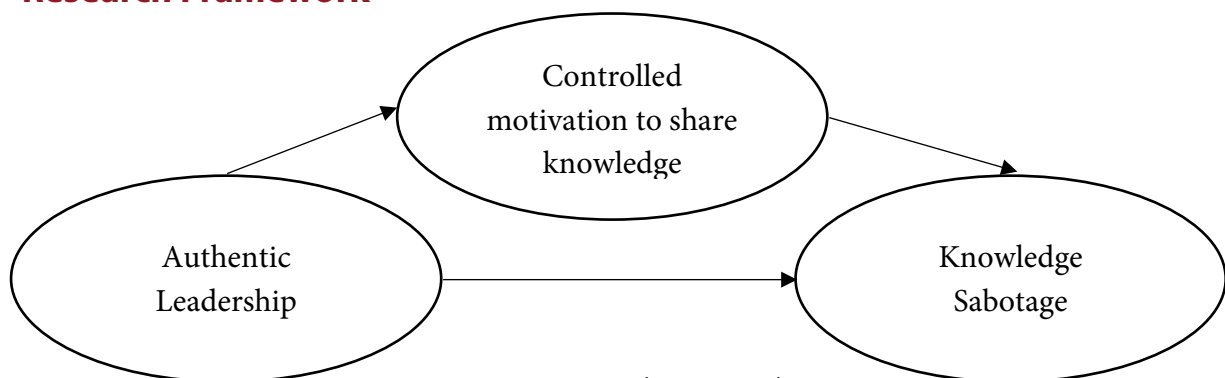 Research Framework
Controlled
motivation to share
knowledge
Authentic
Leadership
Knowledge
Sabotage